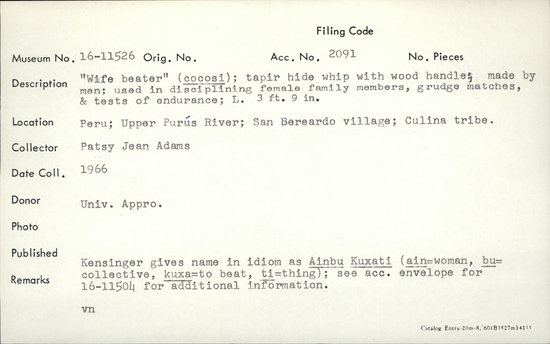 Filing Code
Museum No. 16-11526 Orig. No. Acc. No. 2091 No. Pieces
Description "Wife beater" (cocosi); tapir hide whip with wood handle; made by
men; used in disciplining female family members, grudge matches,
& tests of endurance; L. 3 ft. 9 in.
Location Peru; Upper Purús River; San Bereardo village; Culina tribe.
Collector Patsy Jean Adams
Date Coll. 1966
Donor Univ. Appro.
Photo
Published
Remarks Kensinger gives name in idiom as Ainbu Kuxati (ain=woman, bu=
collective, kuxa=to beat, ti=thing); see acc. envelope for
16-11504 for additional information.
vn